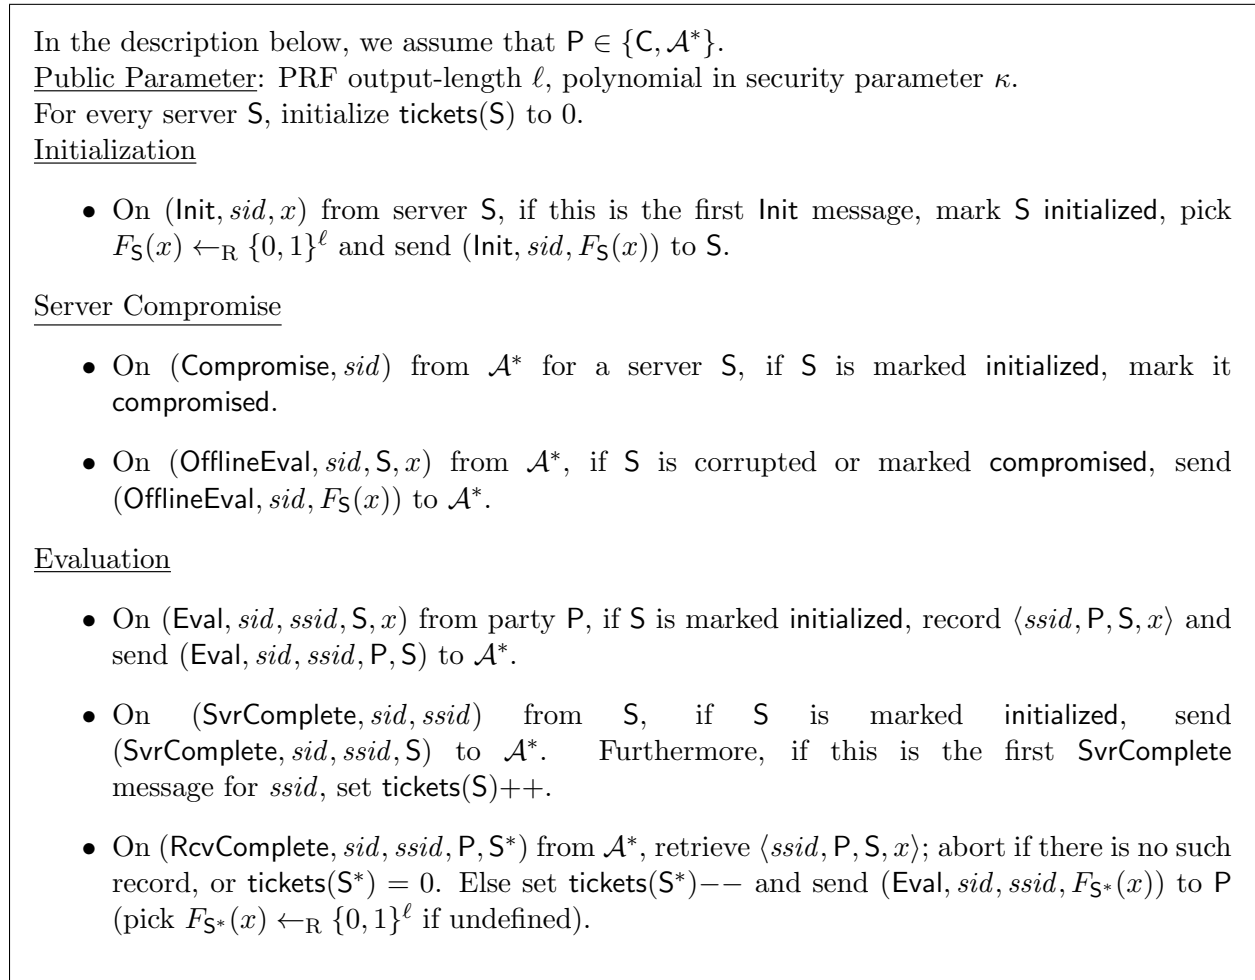 In the description below, we assume that P ∈ {C, 𝒜*}.
Public Parameter: PRF output-length ℓ, polynomial in security parameter κ.
For every server S, initialize tickets(S) to 0.
Initialization
• On (Init, sid, x) from server S, if this is the first Init message, mark S initialized, pick
F_S(x) ←_R {0, 1}^ℓ and send (Init, sid, F_S(x)) to S.
Server Compromise
• On (Compromise, sid) from 𝒜* for a server S, if S is marked initialized, mark it
compromised.
• On (OfflineEval, sid, S, x) from 𝒜*, if S is corrupted or marked compromised, send
(OfflineEval, sid, F_S(x)) to 𝒜*.
Evaluation
• On (Eval, sid, ssid, S, x) from party P, if S is marked initialized, record ⟨ssid, P, S, x⟩ and
send (Eval, sid, ssid, P, S) to 𝒜*.
• On (SvrComplete, sid, ssid) from S, if S is marked initialized, send
(SvrComplete, sid, ssid, S) to 𝒜*. Furthermore, if this is the first SvrComplete
message for ssid, set tickets(S)++.
• On (RcvComplete, sid, ssid, P, S*) from 𝒜*, retrieve ⟨ssid, P, S, x⟩; abort if there is no such
record, or tickets(S*) = 0. Else set tickets(S*)−− and send (Eval, sid, ssid, F_S*(x)) to P
(pick F_S*(x) ←_R {0, 1}^ℓ if undefined).